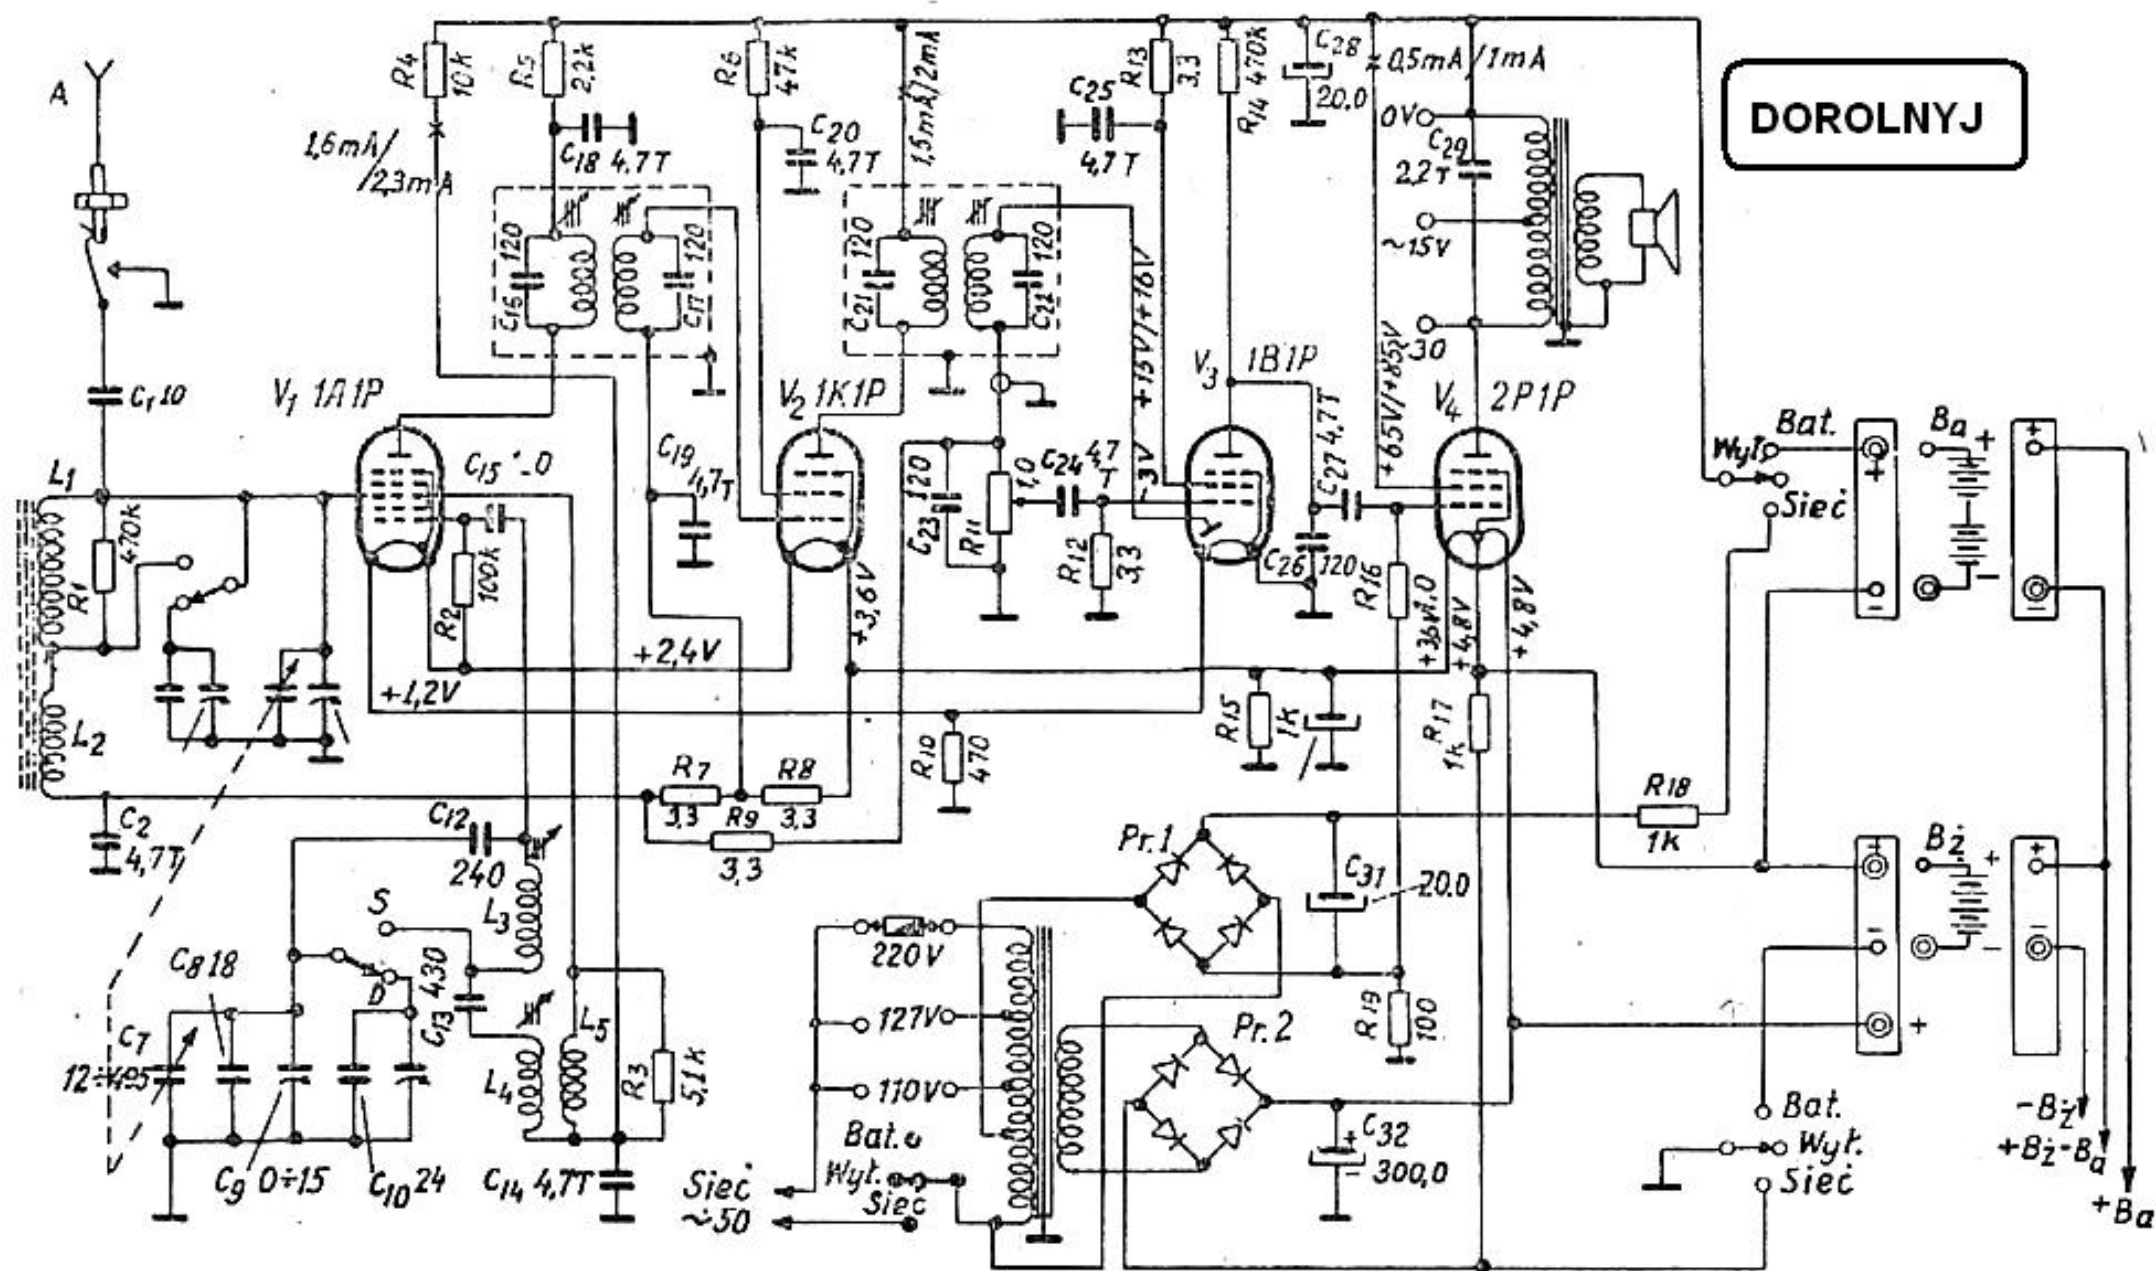 DOROLNYJ
A
R4
10k
R5
2,2k
R6
47k
1,5mA/2mA
R13
3,3
R14 470k
C28
20,0
≈0,5mA/1mA
1,6mA/
2,3mA
C18 4,7T
C20
4,7T
C25
4,7T
0V
C29
2,2T
~15V
30
120
C16
120
C17
120
C21
120
C22
+15V/+16V
-3V
+65V/+85V
C1 10
V1 1A1P
V2 1K1P
V3 1B1P
V4 2P1P
L1
R1
470k
C15
R2
100k
C19
4,7T
C23
120
R11
1,0
C24 4,7
T
R12
3,3
C26 120
C27 4,7T
R16
1,0
+3,6V
+4,8V
+4,8V
Bat.
Wył.
Sieć
+
-
Ba
+
-
+
-
+2,4V
+3,6V
+1,2V
L2
R10
470
R15
1k
R17
1k
R7
3,3
R8
3,3
R9
3,3
C2
4,7T
C12
240
R18
1k
Pr.1
C31
20.0
Bż
+
-
+
-
+
-
+
S
L3
D
C8 18
C13 430
C7
12÷495
L4
L5
R3
5,1k
C9 0÷15
C10 24
C14 4,7T
220V
127V
110V
Bat.
Wył.
Sieć
Sieć
~50
Pr.2
R19
100
C32
+
-
300,0
Bat.
Wył.
Sieć
-Bż
+Bż-Ba
+Ba